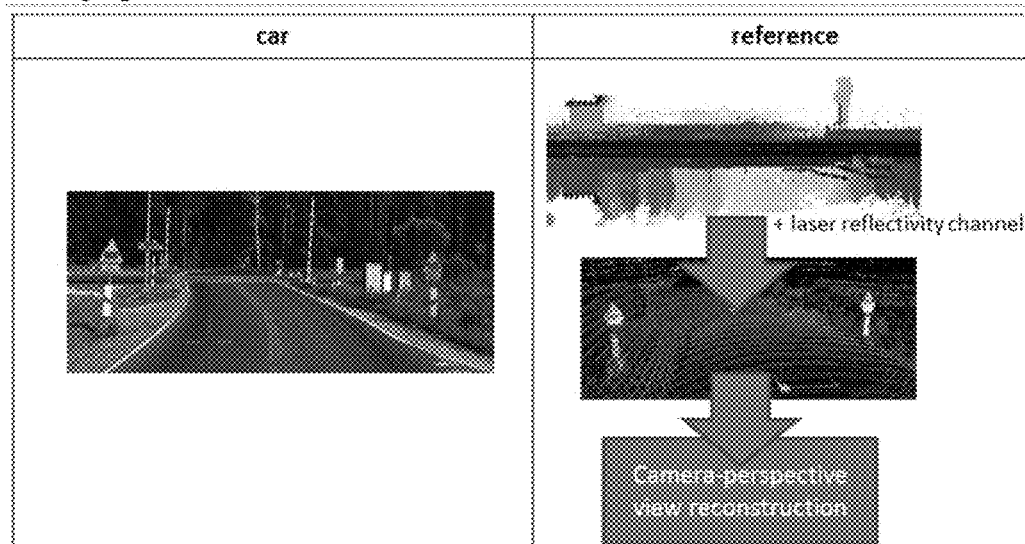 car
reference
+ laser reflectivity channel
Camera-perspective
view reconstruction